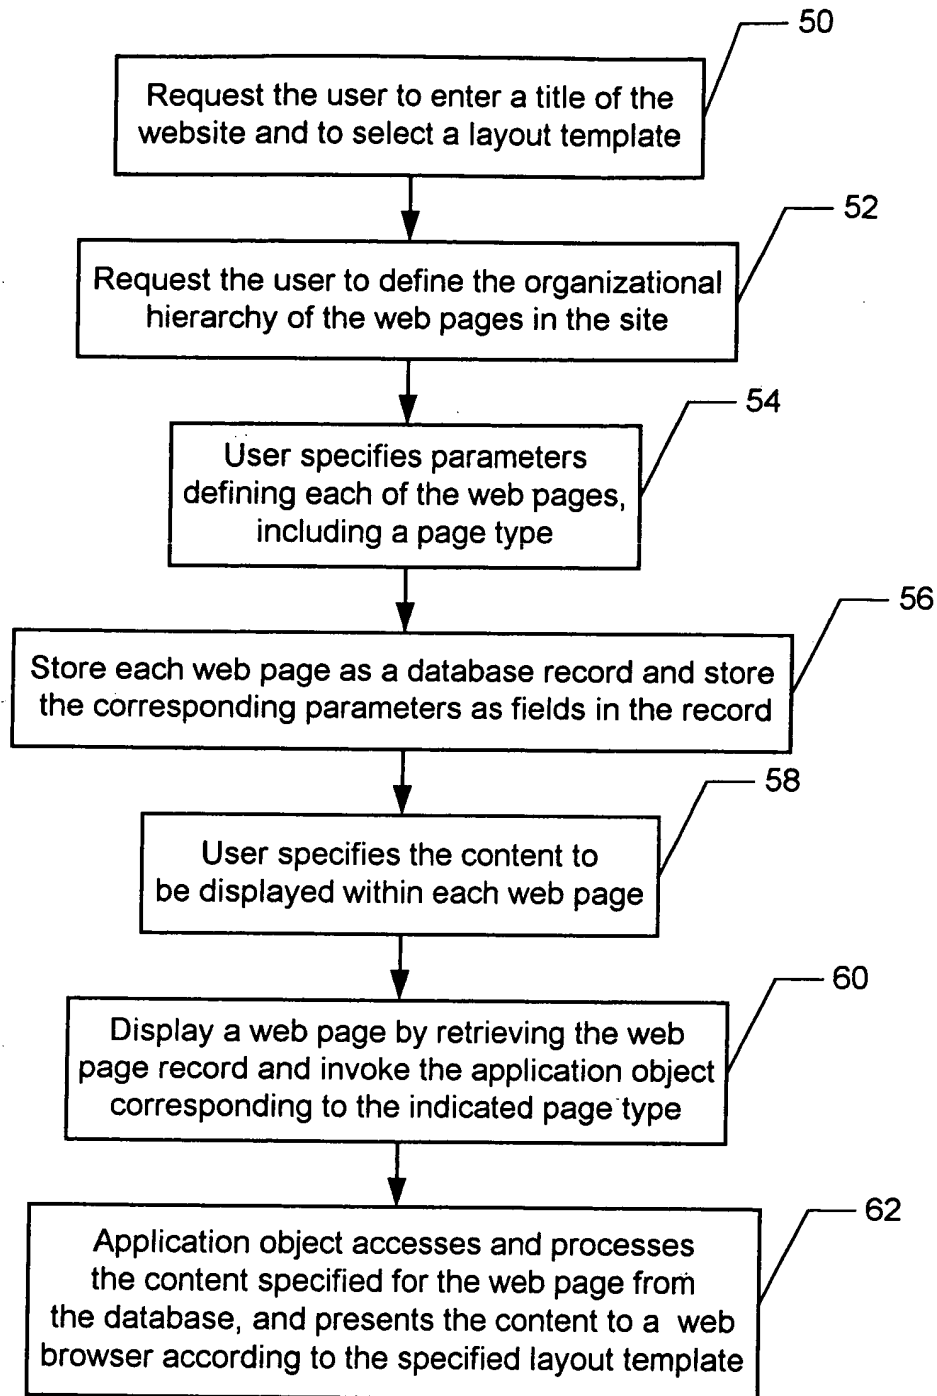 50
Request the user to enter a title of the
website and to select a layout template
52
Request the user to define the organizational
hierarchy of the web pages in the site
54
User specifies parameters
defining each of the web pages,
including a page type
56
Store each web page as a database record and store
the corresponding parameters as fields in the record
58
User specifies the content to
be displayed within each web page
60
Display a web page by retrieving the web
page record and invoke the application object
corresponding to the indicated page type
62
Application object accesses and processes
the content specified for the web page from
the database, and presents the content to a web
browser according to the specified layout template